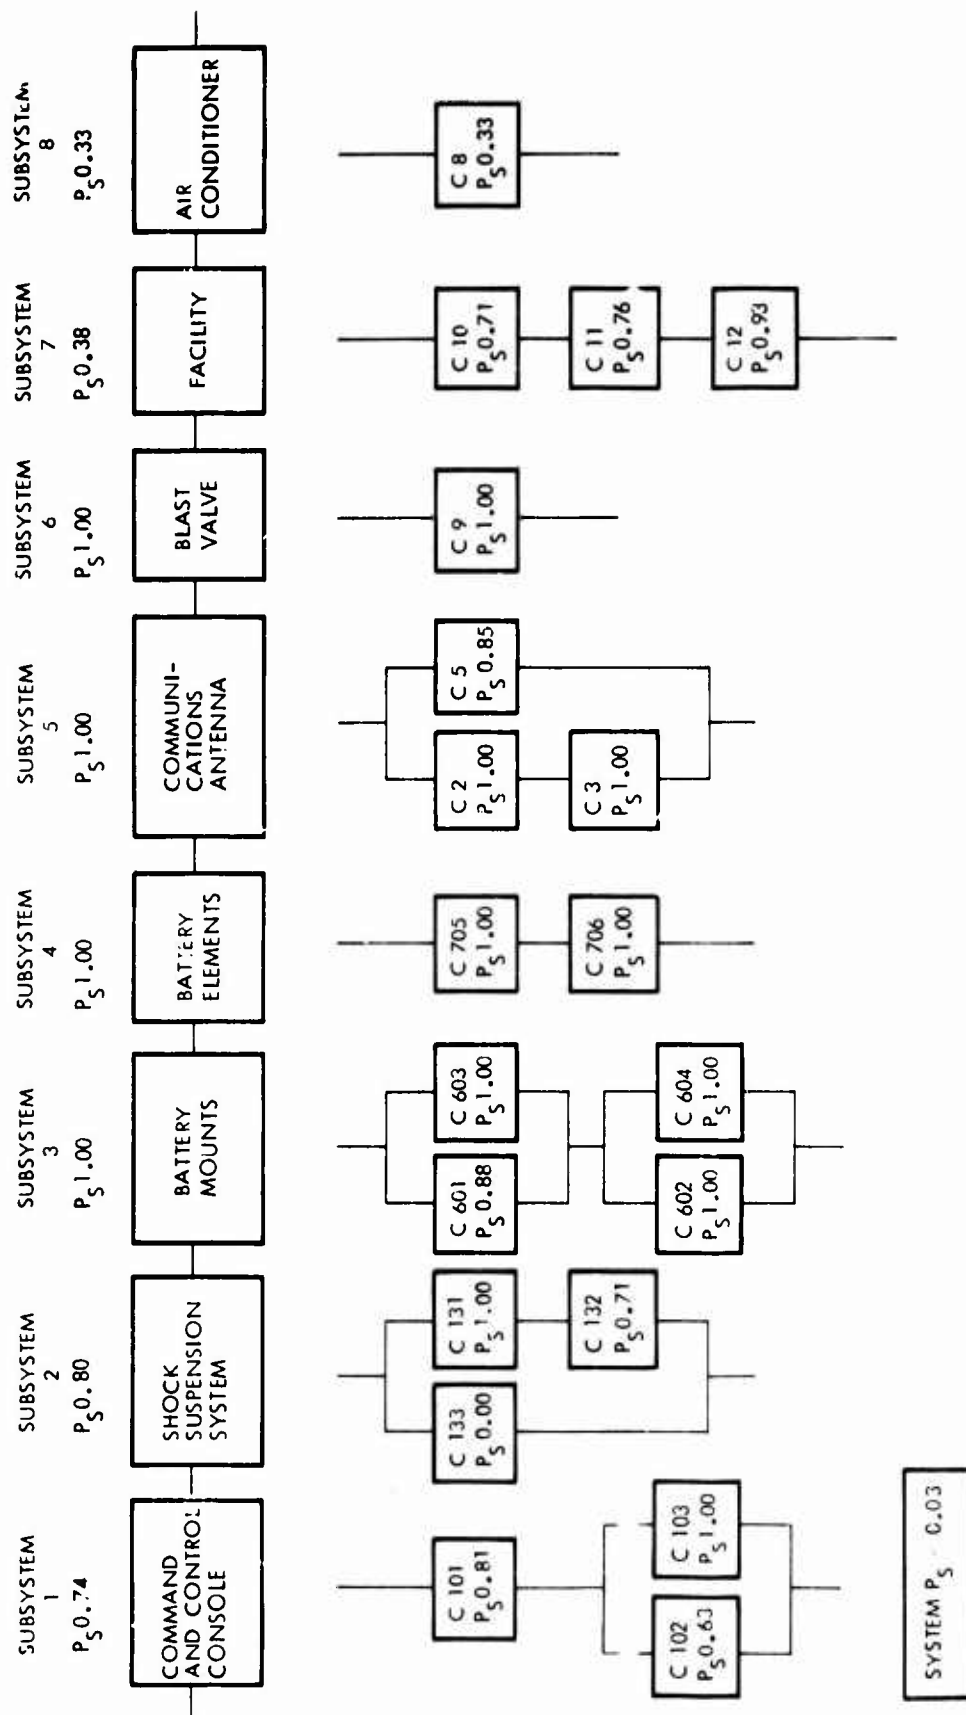 SUBSYSTEM
1
PS0.74
COMMAND
AND CONTROL
CONSOLE
C 101
PS0.81
C 102
PS0.63
C 103
PS1.00
SUBSYSTEM
2
PS0.80
SHOCK
SUSPENSION
SYSTEM
C 133
PS0.00
C 131
PS1.00
C 132
PS0.71
SUBSYSTEM
3
PS1.00
BATTERY
MOUNTS
C 601
PS0.88
C 603
PS1.00
C 602
PS1.00
C 604
PS1.00
SUBSYSTEM
4
PS1.00
BATTERY
ELEMENTS
C 705
PS1.00
C 706
PS1.00
SUBSYSTEM
5
PS1.00
COMMUNI-
CATIONS
ANTENNA
C 2
PS1.00
C 5
PS0.85
C 3
PS1.00
SUBSYSTEM
6
PS1.00
BLAST
VALVE
C 9
PS1.00
SUBSYSTEM
7
PS0.38
FACILITY
C 10
PS0.71
C 11
PS0.76
C 12
PS0.93
SUBSYSTEM
8
PS0.33
AIR
CONDITIONER
C 8
PS0.33
SYSTEM PS 0.03